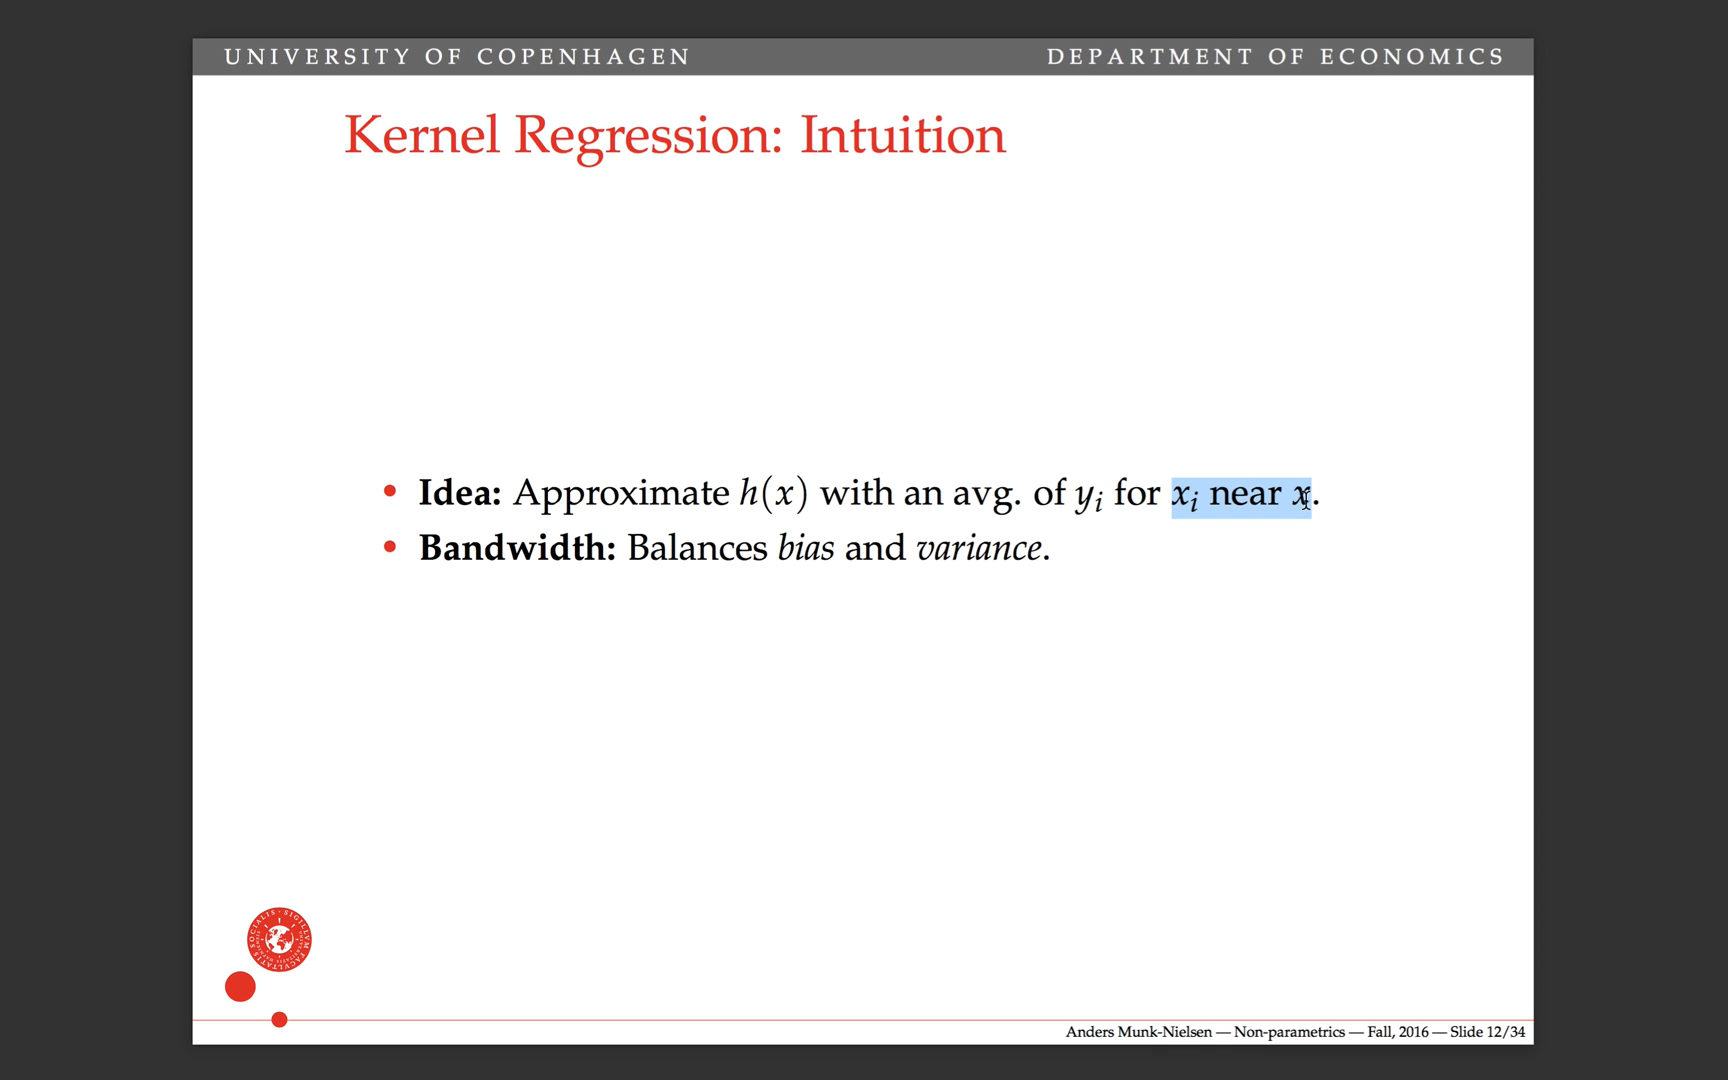 UNIVERSITY OF COPENHAGEN
DEPARTMENT OF ECONOMICS
Kernel Regression: Intuition
• Idea: Approximate h(x) with an avg. of yᵢ for xᵢ near x.
• Bandwidth: Balances bias and variance.
Anders Munk-Nielsen — Non-parametrics — Fall, 2016 — Slide 12/34